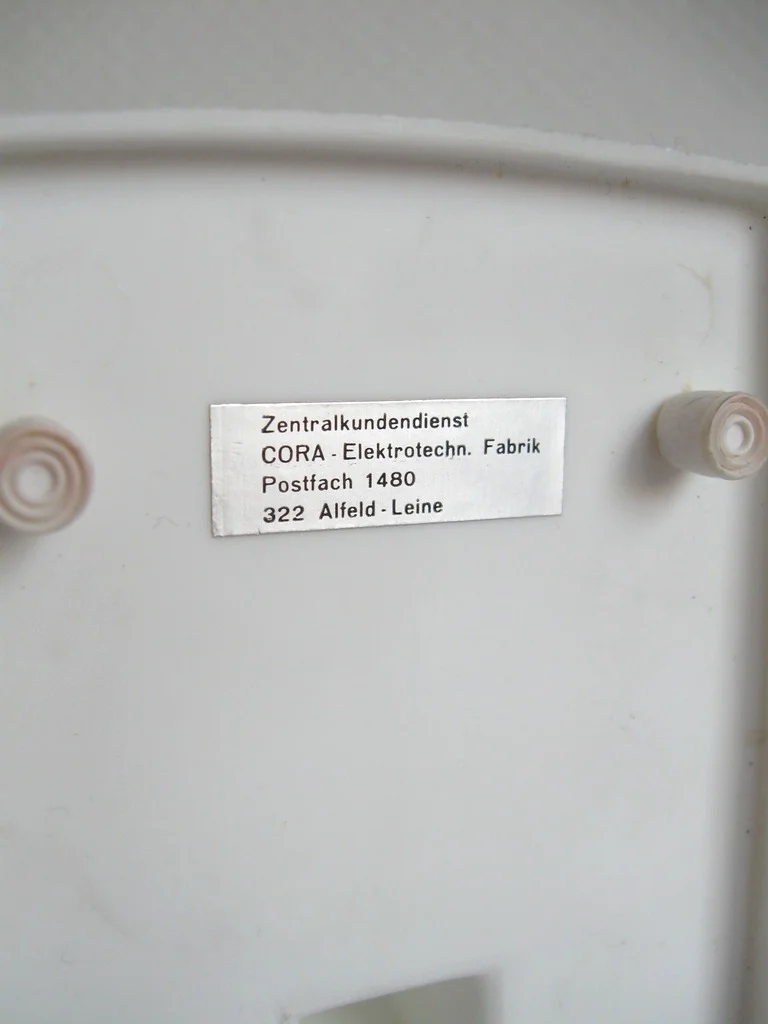 Zentralkundendienst
CORA - Elektrotechn. Fabrik
Postfach 1480
322 Alfeld - Leine